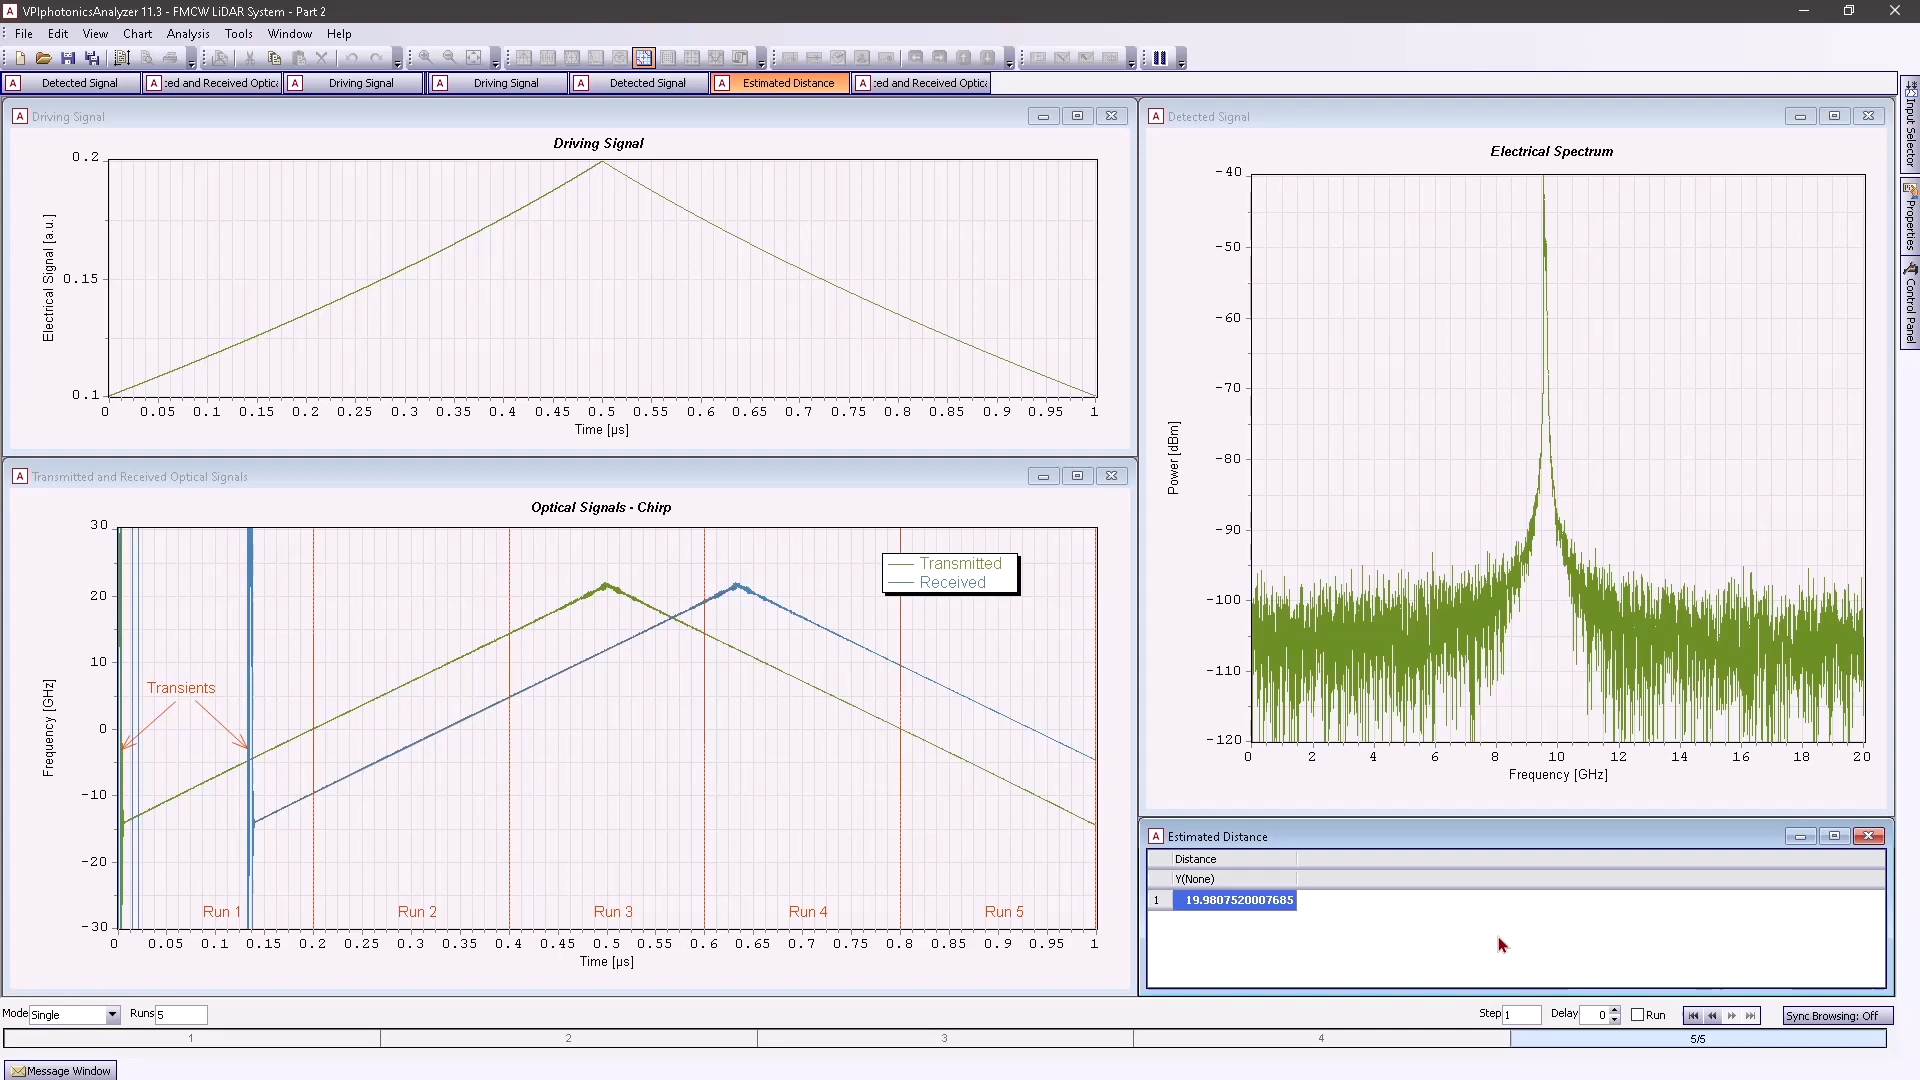 VPIphotonicsAnalyzer 11.3 - FMCW LiDAR System - Part 2
File Edit View Chart Analysis Tools Window Help
Detected Signal
:ed and Received Optica
Driving Signal
Driving Signal
Detected Signal
Estimated Distance
:ed and Received Optica
Input Selector
Properties
Control Panel
Driving Signal
Driving Signal
Electrical Signal [a.u.]
0.2
0.15
0.1
0 0.05 0.1 0.15 0.2 0.25 0.3 0.35 0.4 0.45 0.5 0.55 0.6 0.65 0.7 0.75 0.8 0.85 0.9 0.95 1
Time [µs]
Transmitted and Received Optical Signals
Optical Signals - Chirp
Frequency [GHz]
30
20
10
0
-10
-20
-30
Transmitted
Received
Transients
Run 1 Run 2 Run 3 Run 4 Run 5
0 0.05 0.1 0.15 0.2 0.25 0.3 0.35 0.4 0.45 0.5 0.55 0.6 0.65 0.7 0.75 0.8 0.85 0.9 0.95 1
Time [µs]
Detected Signal
Electrical Spectrum
Power [dBm]
-40
-50
-60
-70
-80
-90
-100
-110
-120
0 2 4 6 8 10 12 14 16 18 20
Frequency [GHz]
Estimated Distance
Distance
Y(None)
1 19.9807520007685
Mode Single Runs 5
Step 1 Delay 0 Run Sync Browsing: Off
1 2 3 4 5/5
Message Window